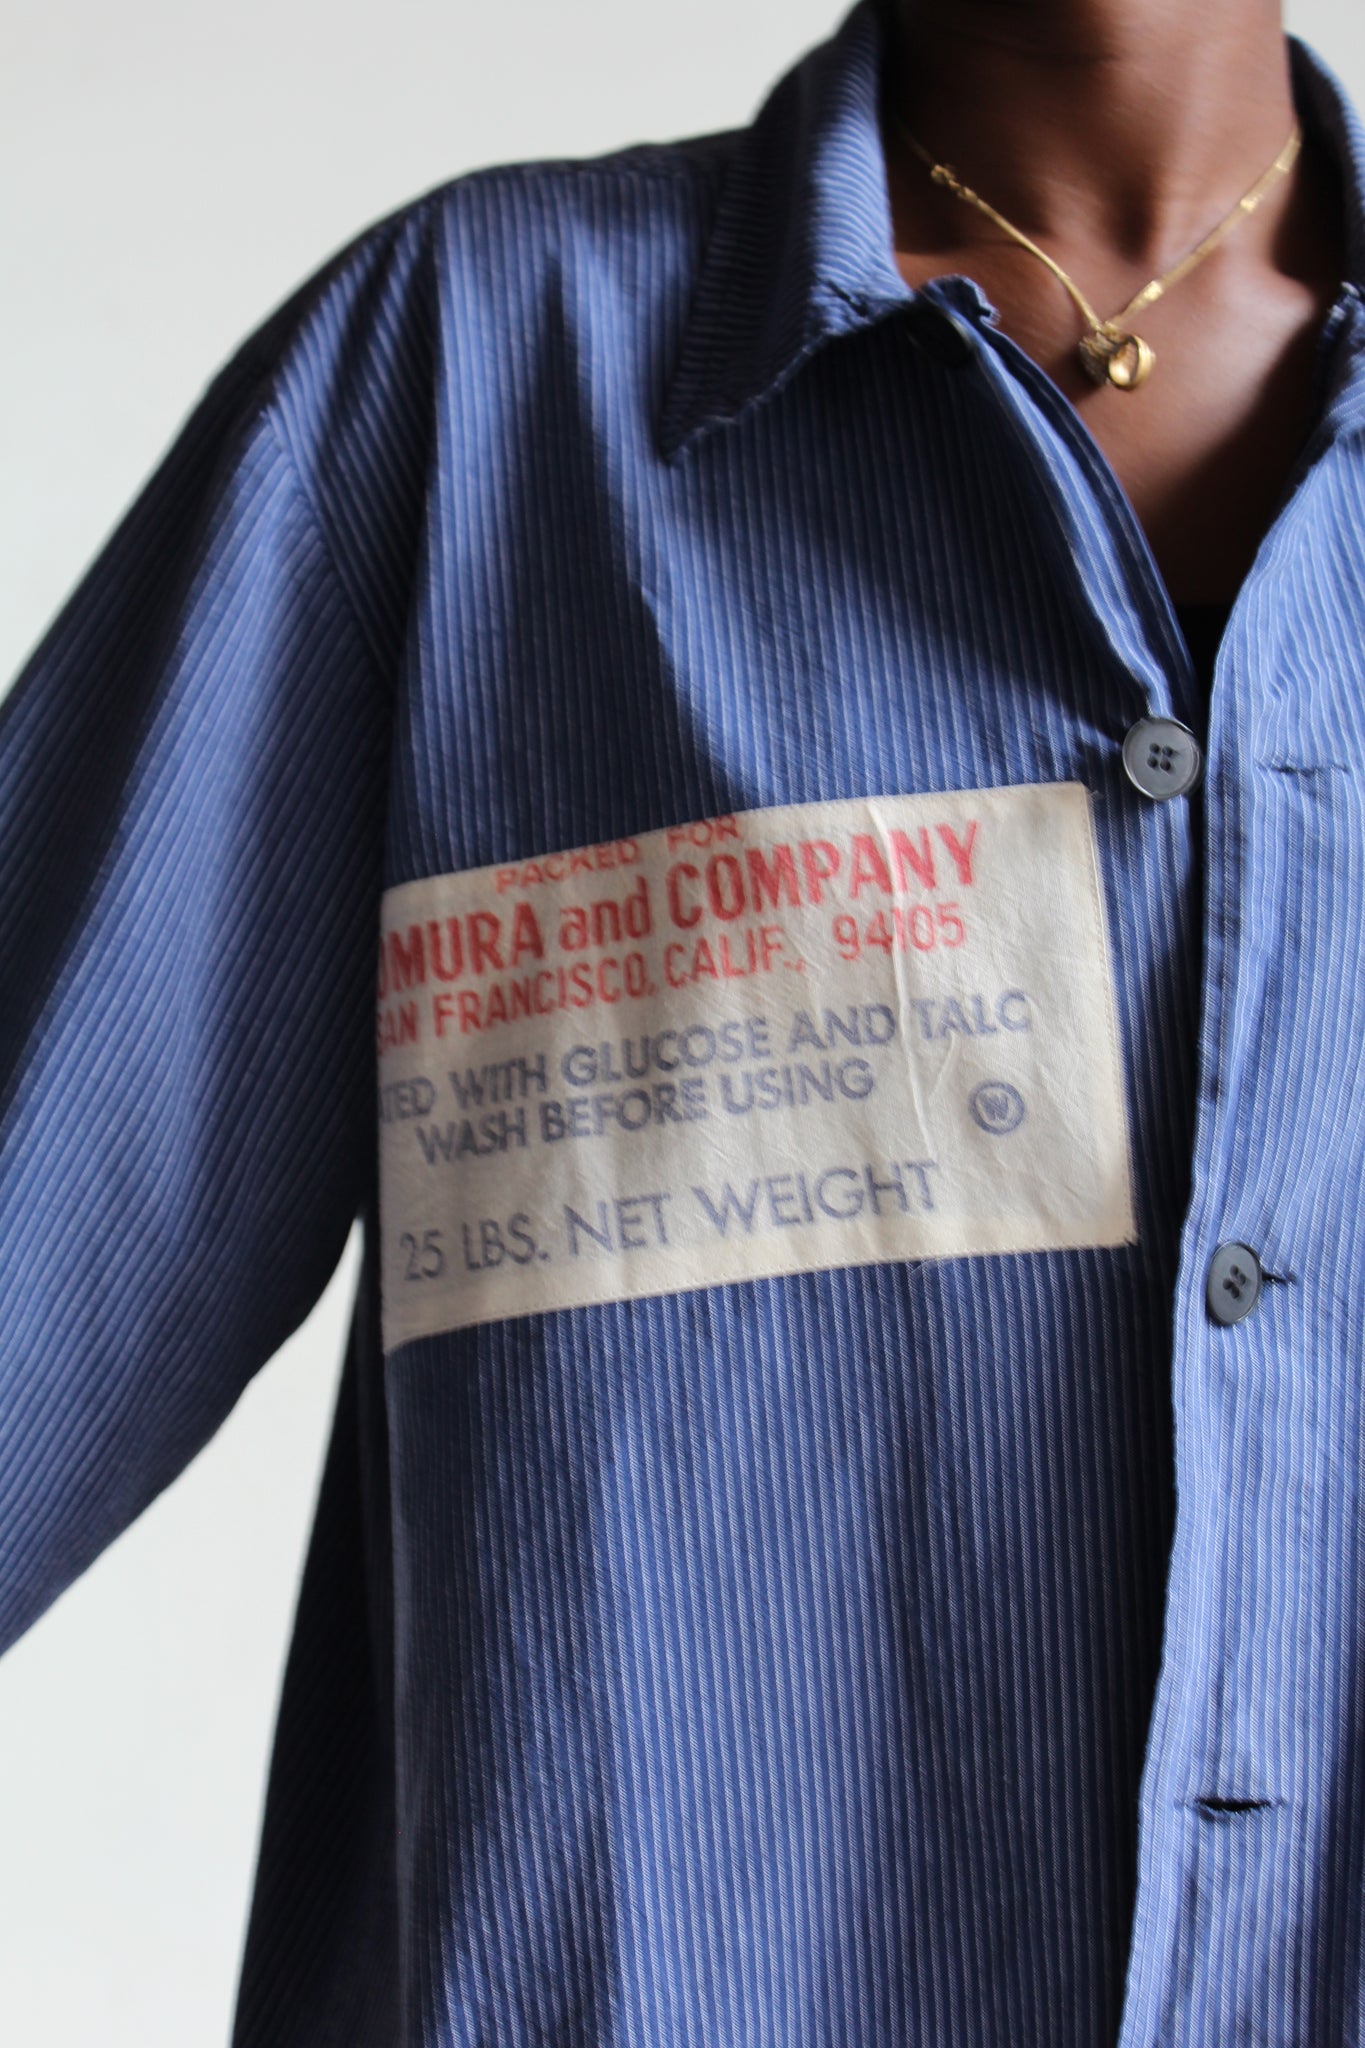 PACKED FOR
OMURA and COMPANY
SAN FRANCISCO, CALIF., 94105
ATED WITH GLUCOSE AND TALC
WASH BEFORE USING
W
25 LBS. NET WEIGHT